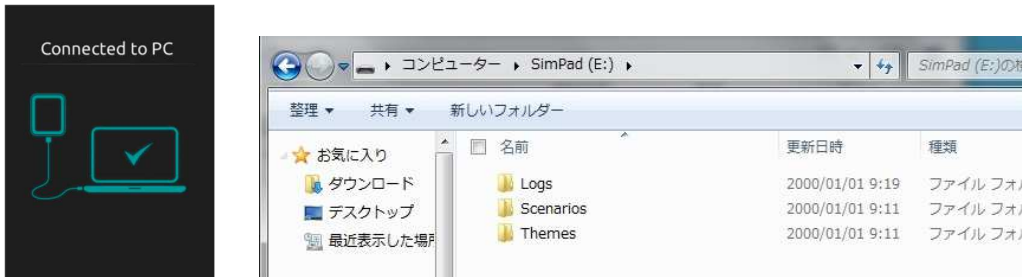 Connected to PC
コンピューター ▸ SimPad (E:) ▸
SimPad (E:)の検
整理 ▼ 共有 ▼ 新しいフォルダー
お気に入り
ダウンロード
デスクトップ
最近表示した場所
名前 更新日時 種類
Logs 2000/01/01 9:19 ファイル フォル
Scenarios 2000/01/01 9:11 ファイル フォル
Themes 2000/01/01 9:11 ファイル フォル